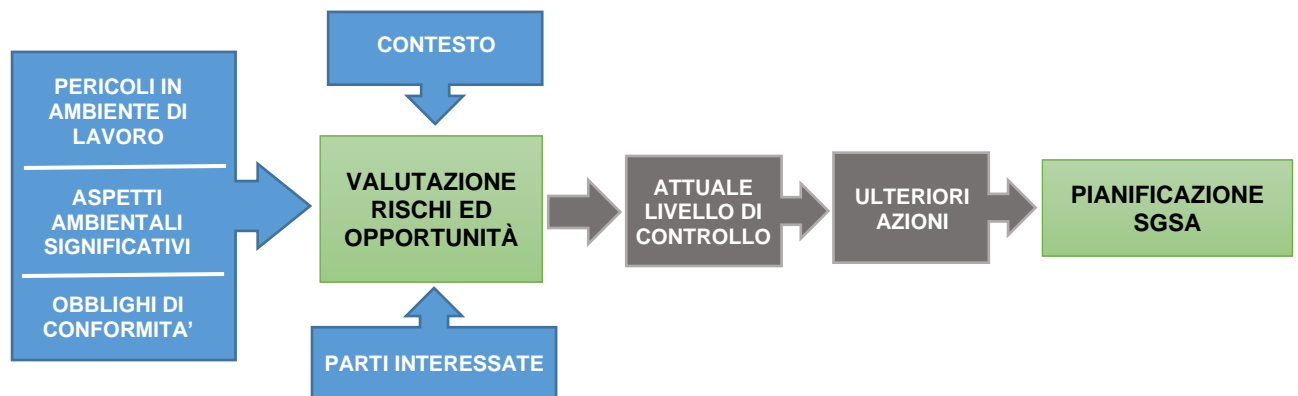 PERICOLI IN
AMBIENTE DI
LAVORO
ASPETTI
AMBIENTALI
SIGNIFICATIVI
OBBLIGHI DI
CONFORMITA’
CONTESTO
VALUTAZIONE
RISCHI ED
OPPORTUNITÀ
PARTI INTERESSATE
ATTUALE
LIVELLO DI
CONTROLLO
ULTERIORI
AZIONI
PIANIFICAZIONE
SGSA